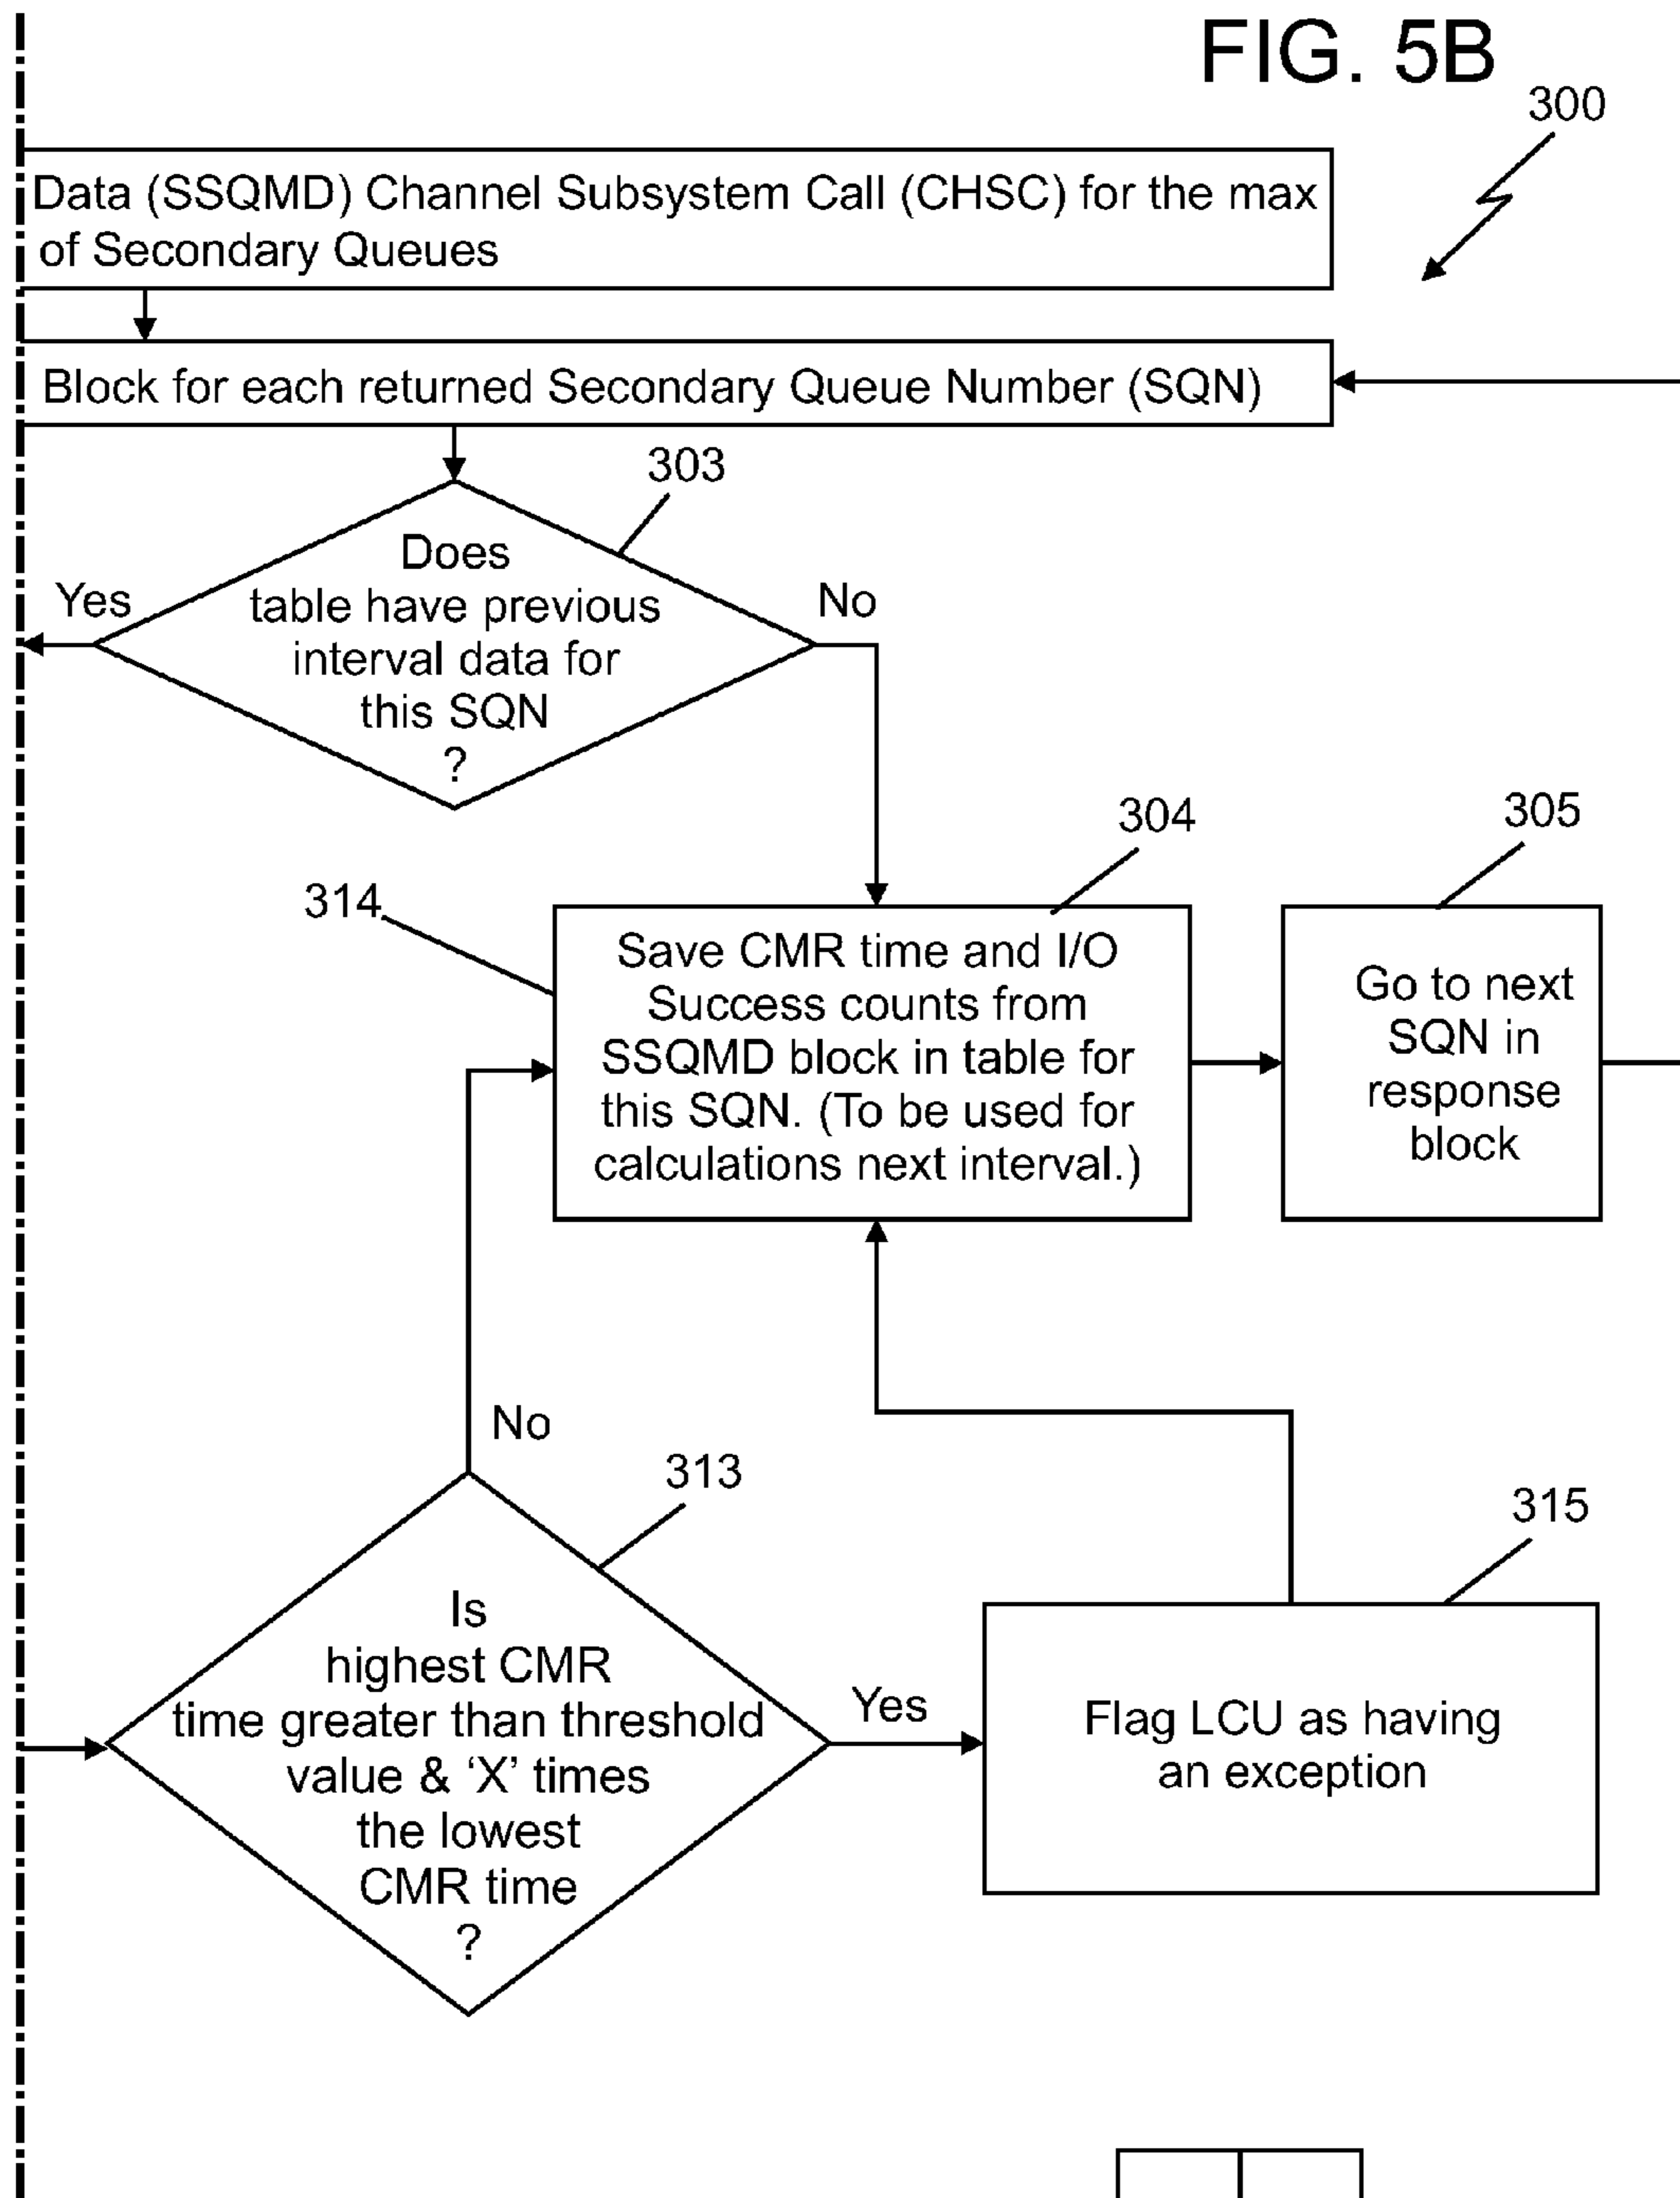 FIG. 5B
300
Data (SSQMD) Channel Subsystem Call (CHSC) for the max
of Secondary Queues
Block for each returned Secondary Queue Number (SQN)
303
Does
table have previous
interval data for
this SQN
?
Yes
No
304
305
314
Save CMR time and I/O
Success counts from
SSQMD block in table for
this SQN. (To be used for
calculations next interval.)
Go to next
SQN in
response
block
No
313
315
Is
highest CMR
time greater than threshold
value & ‘X’ times
the lowest
CMR time
?
Yes
Flag LCU as having
an exception